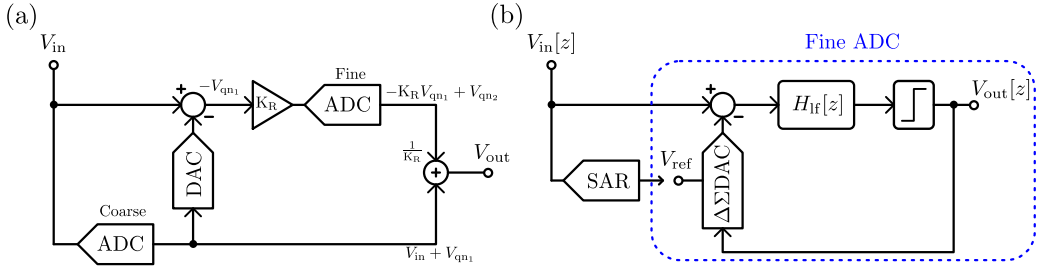 (a)
V_in
−V_qn1
Fine
K_R
ADC
−K_R V_qn1 + V_qn2
+
−
DAC
1/K_R
+
V_out
Coarse
ADC
V_in + V_qn1
(b)
V_in[z]
Fine ADC
+
−
H_lf[z]
V_out[z]
SAR
V_ref
ΔΣDAC